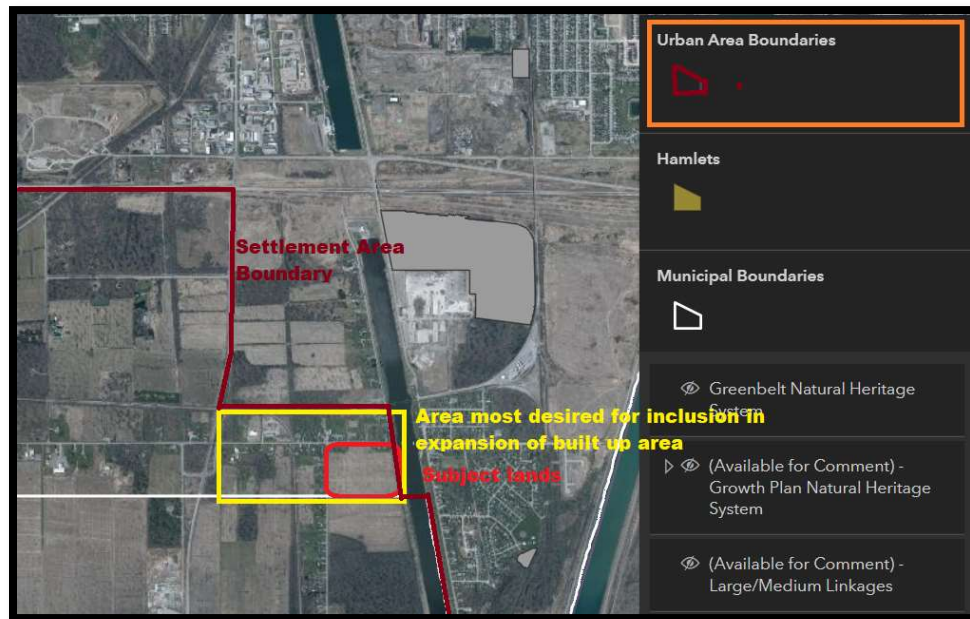 Urban Area Boundaries
Hamlets
Settlement Area
Boundary
Municipal Boundaries
Greenbelt Natural Heritage
System
Area most desired for inclusion in
expansion of built up area
Subject lands
(Available for Comment) -
Growth Plan Natural Heritage
System
(Available for Comment) -
Large/Medium Linkages